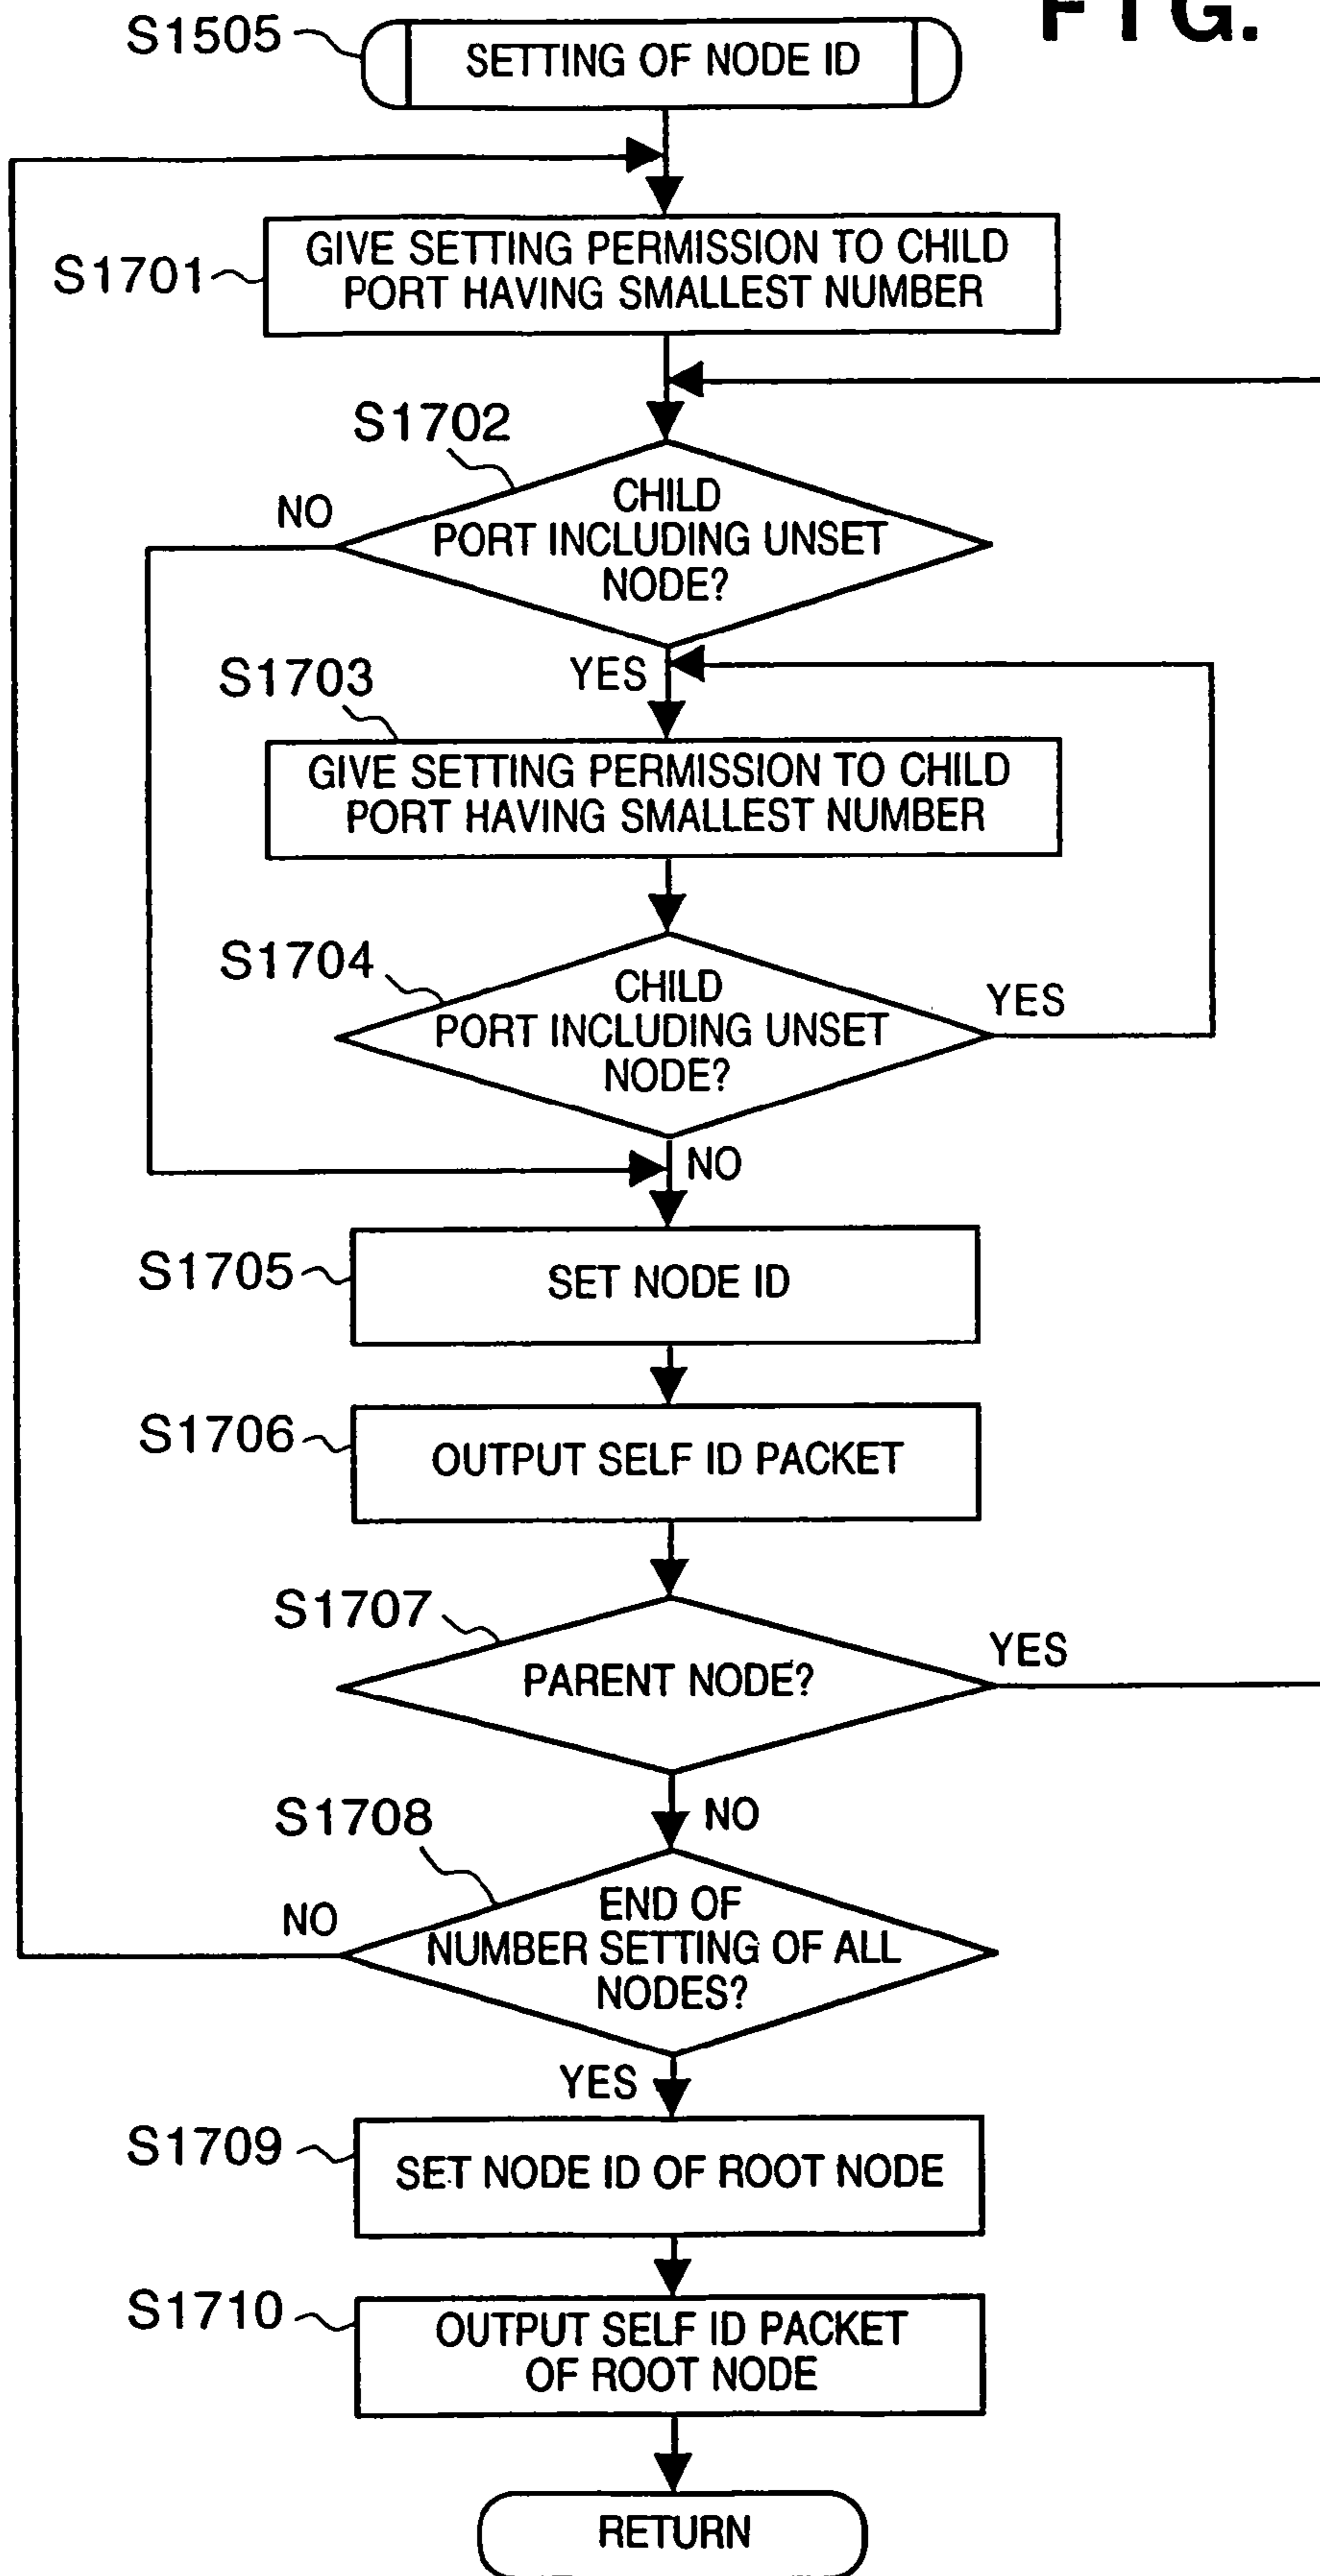 FIG.
S1505
SETTING OF NODE ID
S1701
GIVE SETTING PERMISSION TO CHILD
PORT HAVING SMALLEST NUMBER
S1702
NO
CHILD
PORT INCLUDING UNSET
NODE?
YES
S1703
GIVE SETTING PERMISSION TO CHILD
PORT HAVING SMALLEST NUMBER
S1704
CHILD
PORT INCLUDING UNSET
NODE?
YES
NO
S1705
SET NODE ID
S1706
OUTPUT SELF ID PACKET
S1707
PARENT NODE?
YES
NO
S1708
NO
END OF
NUMBER SETTING OF ALL
NODES?
YES
S1709
SET NODE ID OF ROOT NODE
S1710
OUTPUT SELF ID PACKET
OF ROOT NODE
RETURN